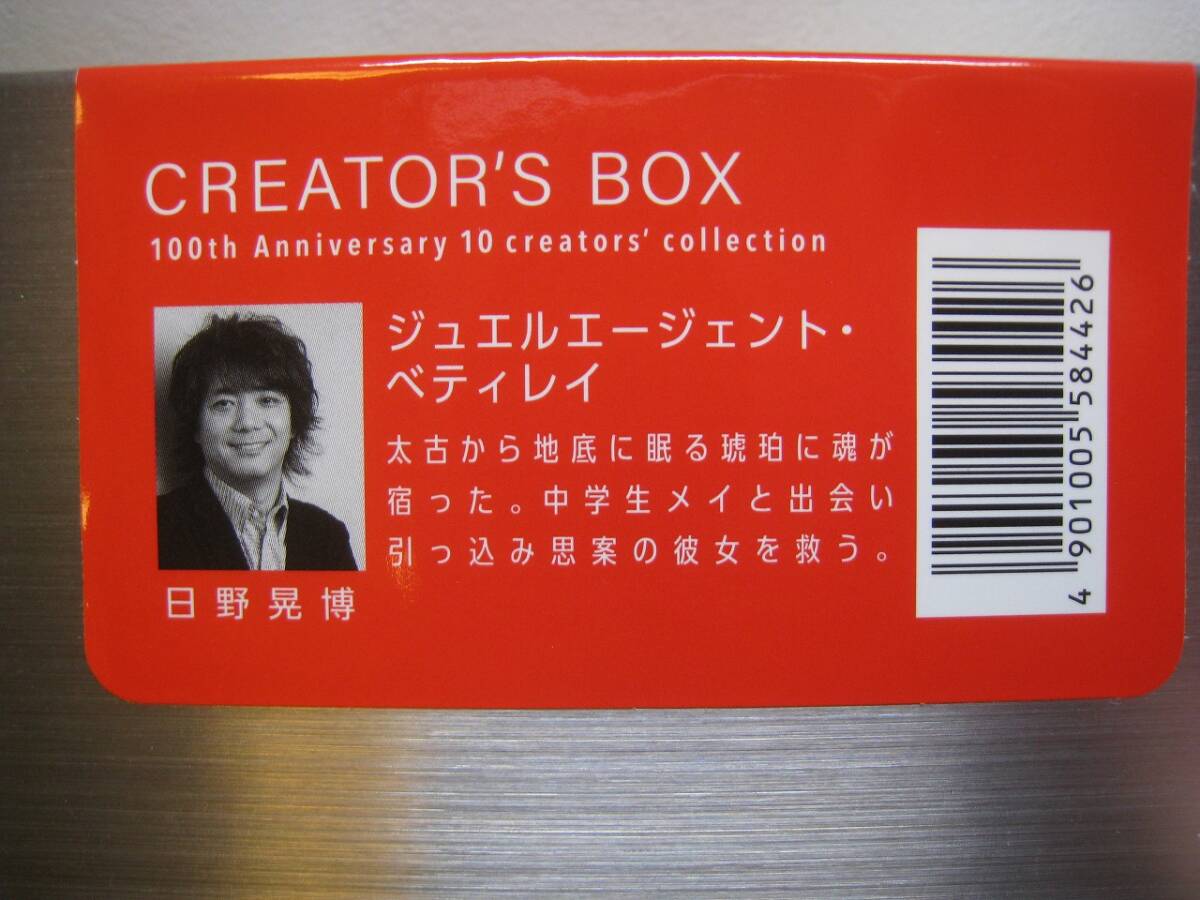 CREATOR'S BOX
100th Anniversary 10 creators' collection
ジュエルエージェント・
ベティレイ
太古から地底に眠る琥珀に魂が
宿った。中学生メイと出会い
引っ込み思案の彼女を救う。
日野晃博
4901005584426